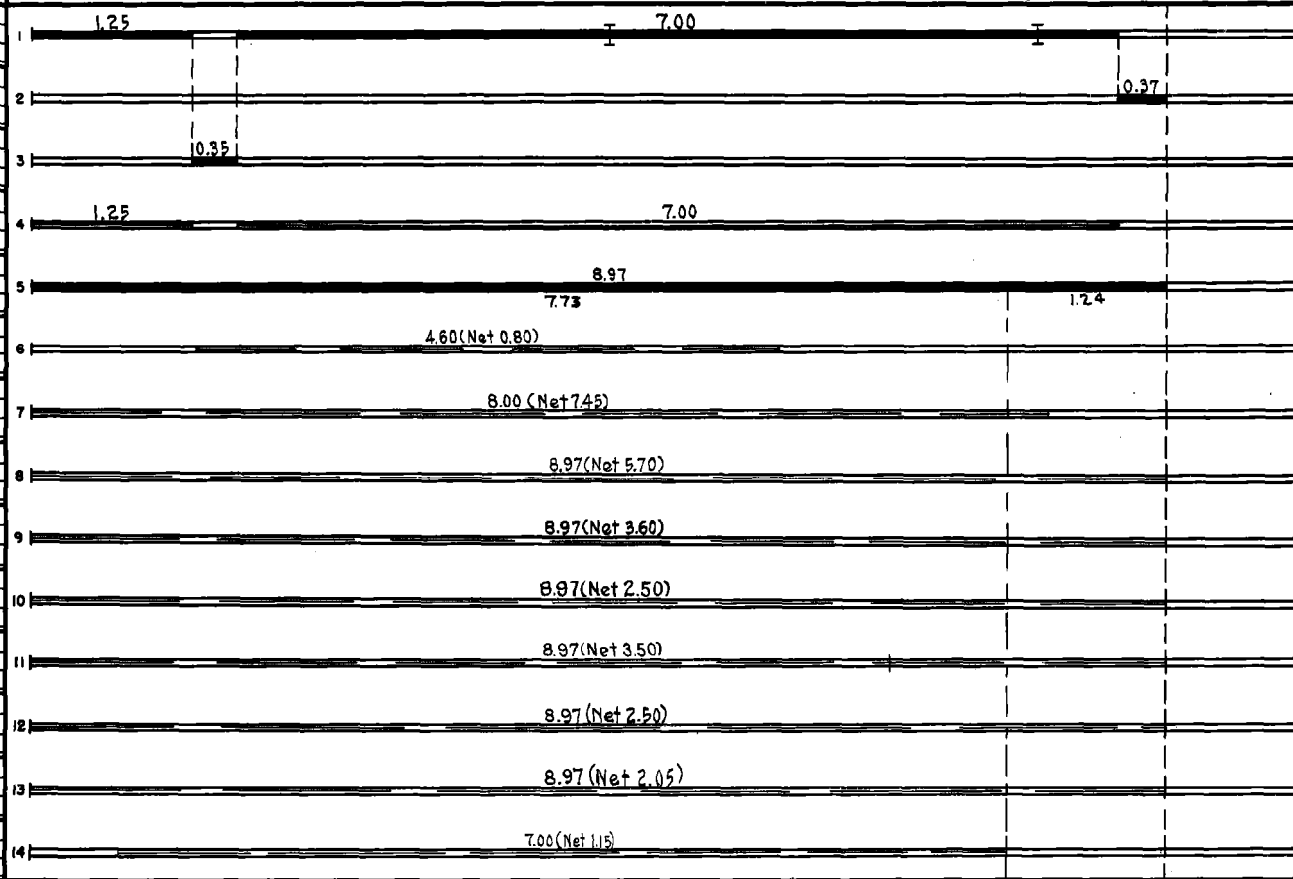 1 1.25 7.00
2 0.37
3 0.35
4 1.25 7.00
5 8.97
7.73 1.24
6 4.60 (Net 0.80)
7 8.00 (Net 7.45)
8 8.97 (Net 5.70)
9 8.97 (Net 3.60)
10 8.97 (Net 2.50)
11 8.97 (Net 3.50)
12 8.97 (Net 2.50)
13 8.97 (Net 2.05)
14 7.00 (Net 1.15)